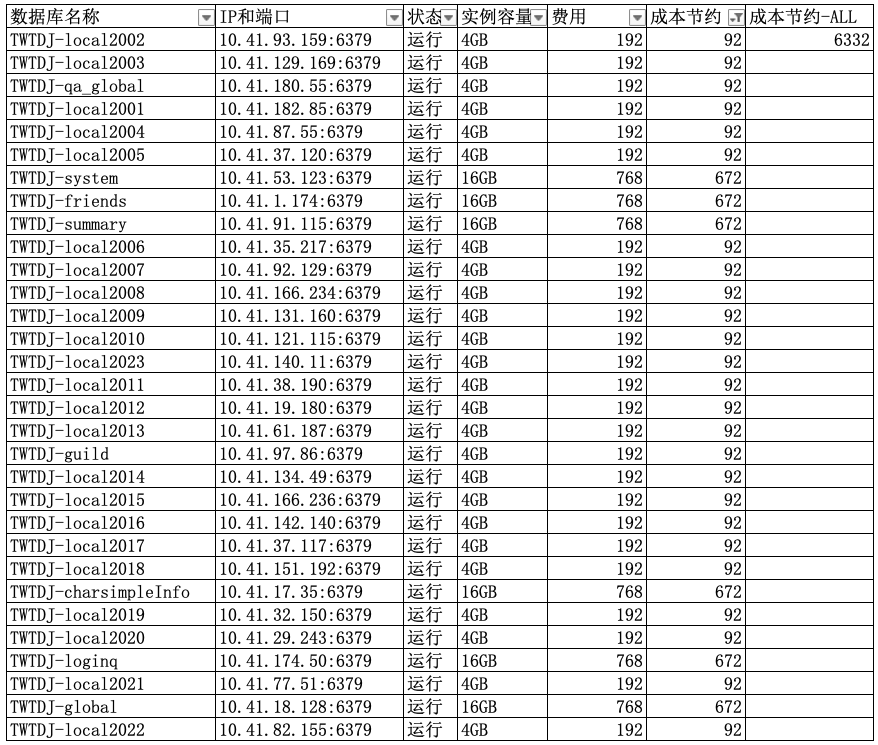 数据库名称 IP和端口 状态 实例容量 费用 成本节约 成本节约-ALL
TWTDJ-local2002 10.41.93.159:6379 运行 4GB 192 92 6332
TWTDJ-local2003 10.41.129.169:6379 运行 4GB 192 92
TWTDJ-qa_global 10.41.180.55:6379 运行 4GB 192 92
TWTDJ-local2001 10.41.182.85:6379 运行 4GB 192 92
TWTDJ-local2004 10.41.87.55:6379 运行 4GB 192 92
TWTDJ-local2005 10.41.37.120:6379 运行 4GB 192 92
TWTDJ-system 10.41.53.123:6379 运行 16GB 768 672
TWTDJ-friends 10.41.1.174:6379 运行 16GB 768 672
TWTDJ-summary 10.41.91.115:6379 运行 16GB 768 672
TWTDJ-local2006 10.41.35.217:6379 运行 4GB 192 92
TWTDJ-local2007 10.41.92.129:6379 运行 4GB 192 92
TWTDJ-local2008 10.41.166.234:6379 运行 4GB 192 92
TWTDJ-local2009 10.41.131.160:6379 运行 4GB 192 92
TWTDJ-local2010 10.41.121.115:6379 运行 4GB 192 92
TWTDJ-local2023 10.41.140.11:6379 运行 4GB 192 92
TWTDJ-local2011 10.41.38.190:6379 运行 4GB 192 92
TWTDJ-local2012 10.41.19.180:6379 运行 4GB 192 92
TWTDJ-local2013 10.41.61.187:6379 运行 4GB 192 92
TWTDJ-guild 10.41.97.86:6379 运行 4GB 192 92
TWTDJ-local2014 10.41.134.49:6379 运行 4GB 192 92
TWTDJ-local2015 10.41.166.236:6379 运行 4GB 192 92
TWTDJ-local2016 10.41.142.140:6379 运行 4GB 192 92
TWTDJ-local2017 10.41.37.117:6379 运行 4GB 192 92
TWTDJ-local2018 10.41.151.192:6379 运行 4GB 192 92
TWTDJ-charsimpleInfo 10.41.17.35:6379 运行 16GB 768 672
TWTDJ-local2019 10.41.32.150:6379 运行 4GB 192 92
TWTDJ-local2020 10.41.29.243:6379 运行 4GB 192 92
TWTDJ-loginq 10.41.174.50:6379 运行 16GB 768 672
TWTDJ-local2021 10.41.77.51:6379 运行 4GB 192 92
TWTDJ-global 10.41.18.128:6379 运行 16GB 768 672
TWTDJ-local2022 10.41.82.155:6379 运行 4GB 192 92